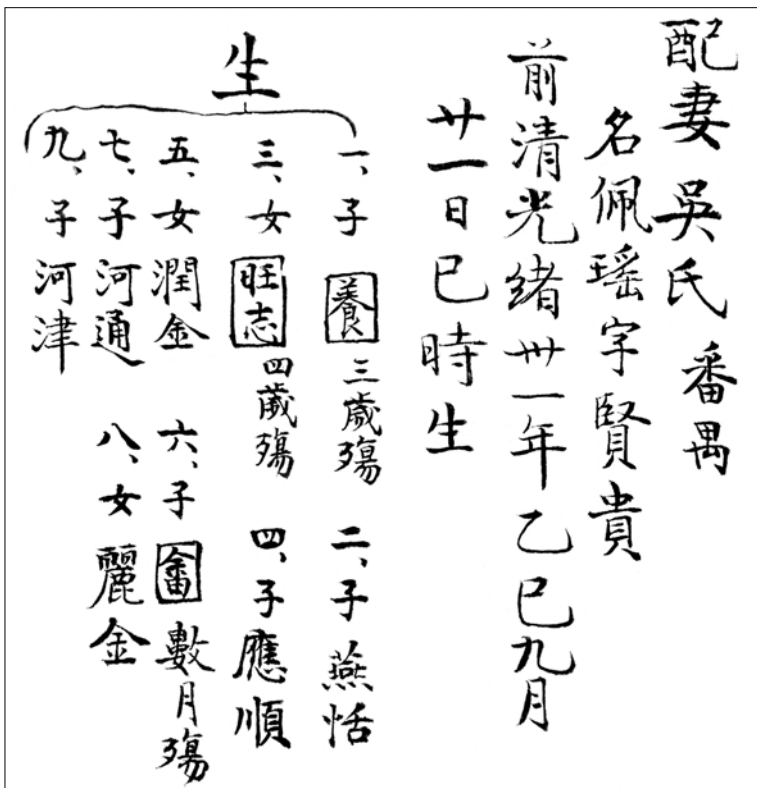 配妻吳氏 番禺
名佩瑤字賢貴
前清光緒卅一年乙巳九月
廿一日巳時生
生
一、子 養 三歲殤 二、子 燕恬
三、女 旺志 四歲殤 四、子 應順
五、女 潤金 六、子 畨 數月殤
七、子 河通 八、女 麗金
九、子 河津